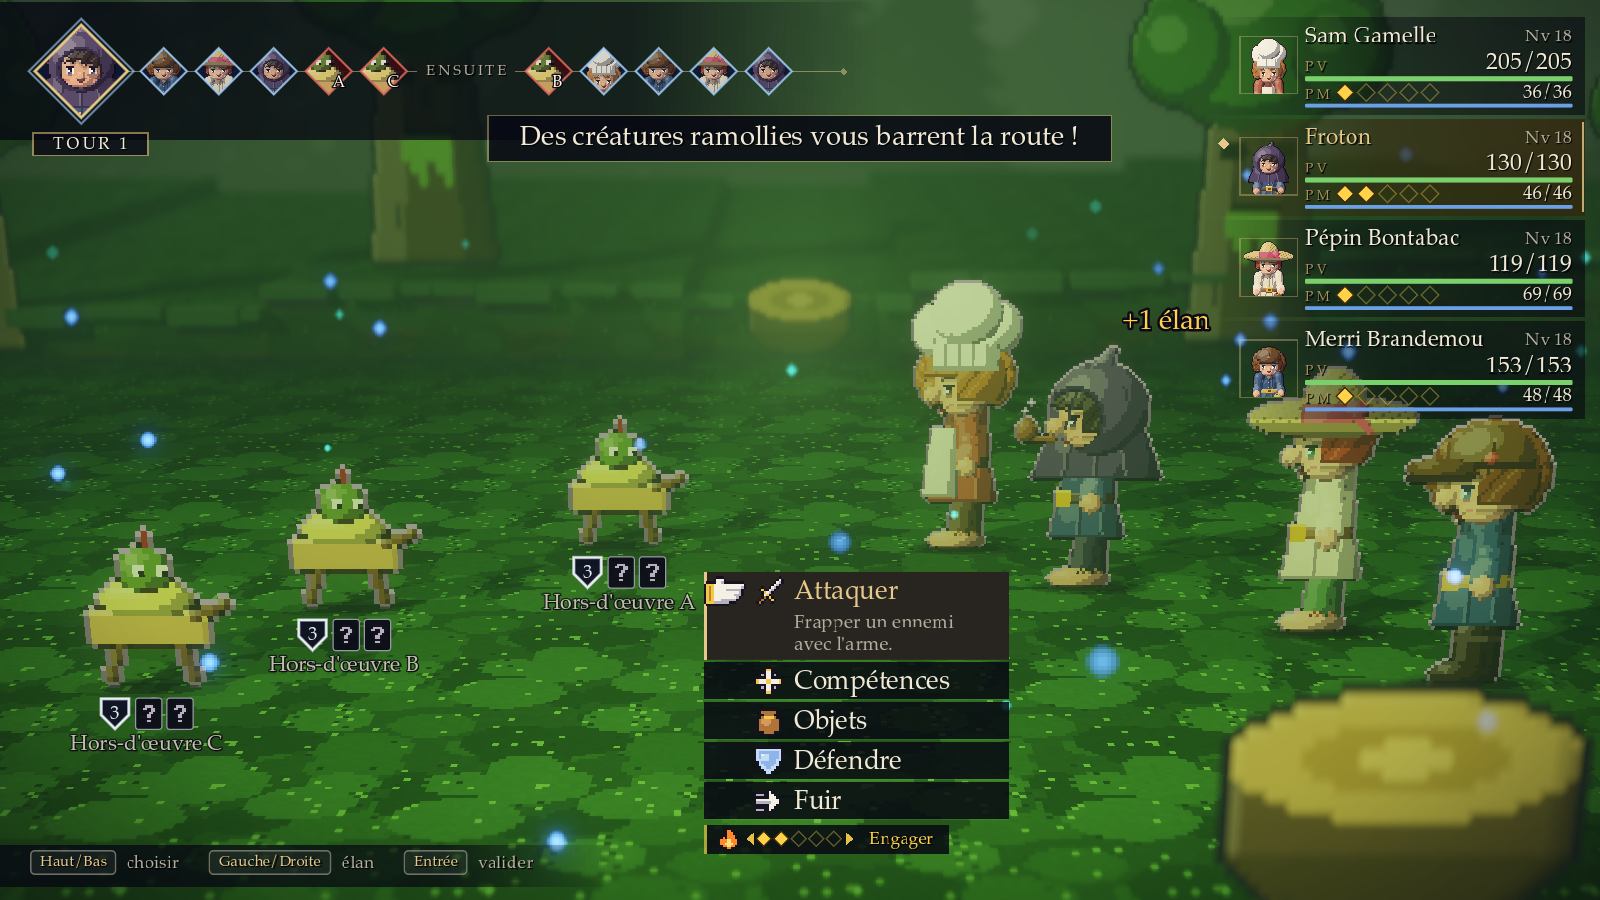 A
C
ENSUITE
B
TOUR 1
Des créatures ramollies vous barrent la route !
Sam Gamelle
Nv 18
PV
205/205
PM
36/36
Froton
Nv 18
PV
130/130
PM
46/46
Pépin Bontabac
Nv 18
PV
119/119
PM
69/69
Merri Brandemou
Nv 18
PV
153/153
PM
48/48
+1 élan
3 ? ?
Hors-d'œuvre A
3 ? ?
Hors-d'œuvre B
3 ? ?
Hors-d'œuvre C
Attaquer
Frapper un ennemi
avec l'arme.
Compétences
Objets
Défendre
Fuir
Engager
Haut/Bas choisir Gauche/Droite élan Entrée valider